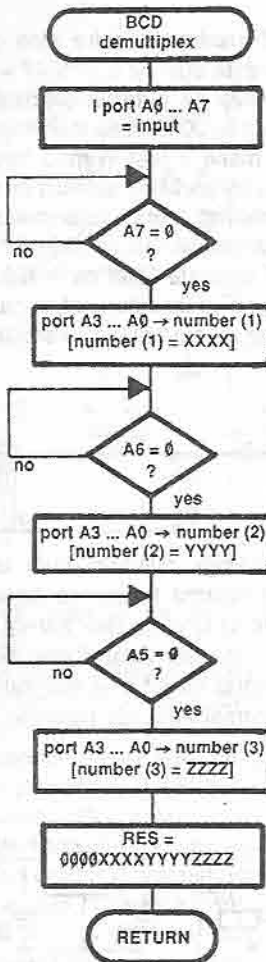 BCD
demultiplex
I port A0 ... A7
= input
A7 = 0
?
no
yes
port A3 ... A0 → number (1)
[number (1) = XXXX]
A6 = 0
?
no
yes
port A3 ... A0 → number (2)
[number (2) = YYYY]
A5 = 0
?
no
yes
port A3 ... A0 → number (3)
[number (3) = ZZZZ]
RES =
0000XXXXYYYYZZZZ
RETURN